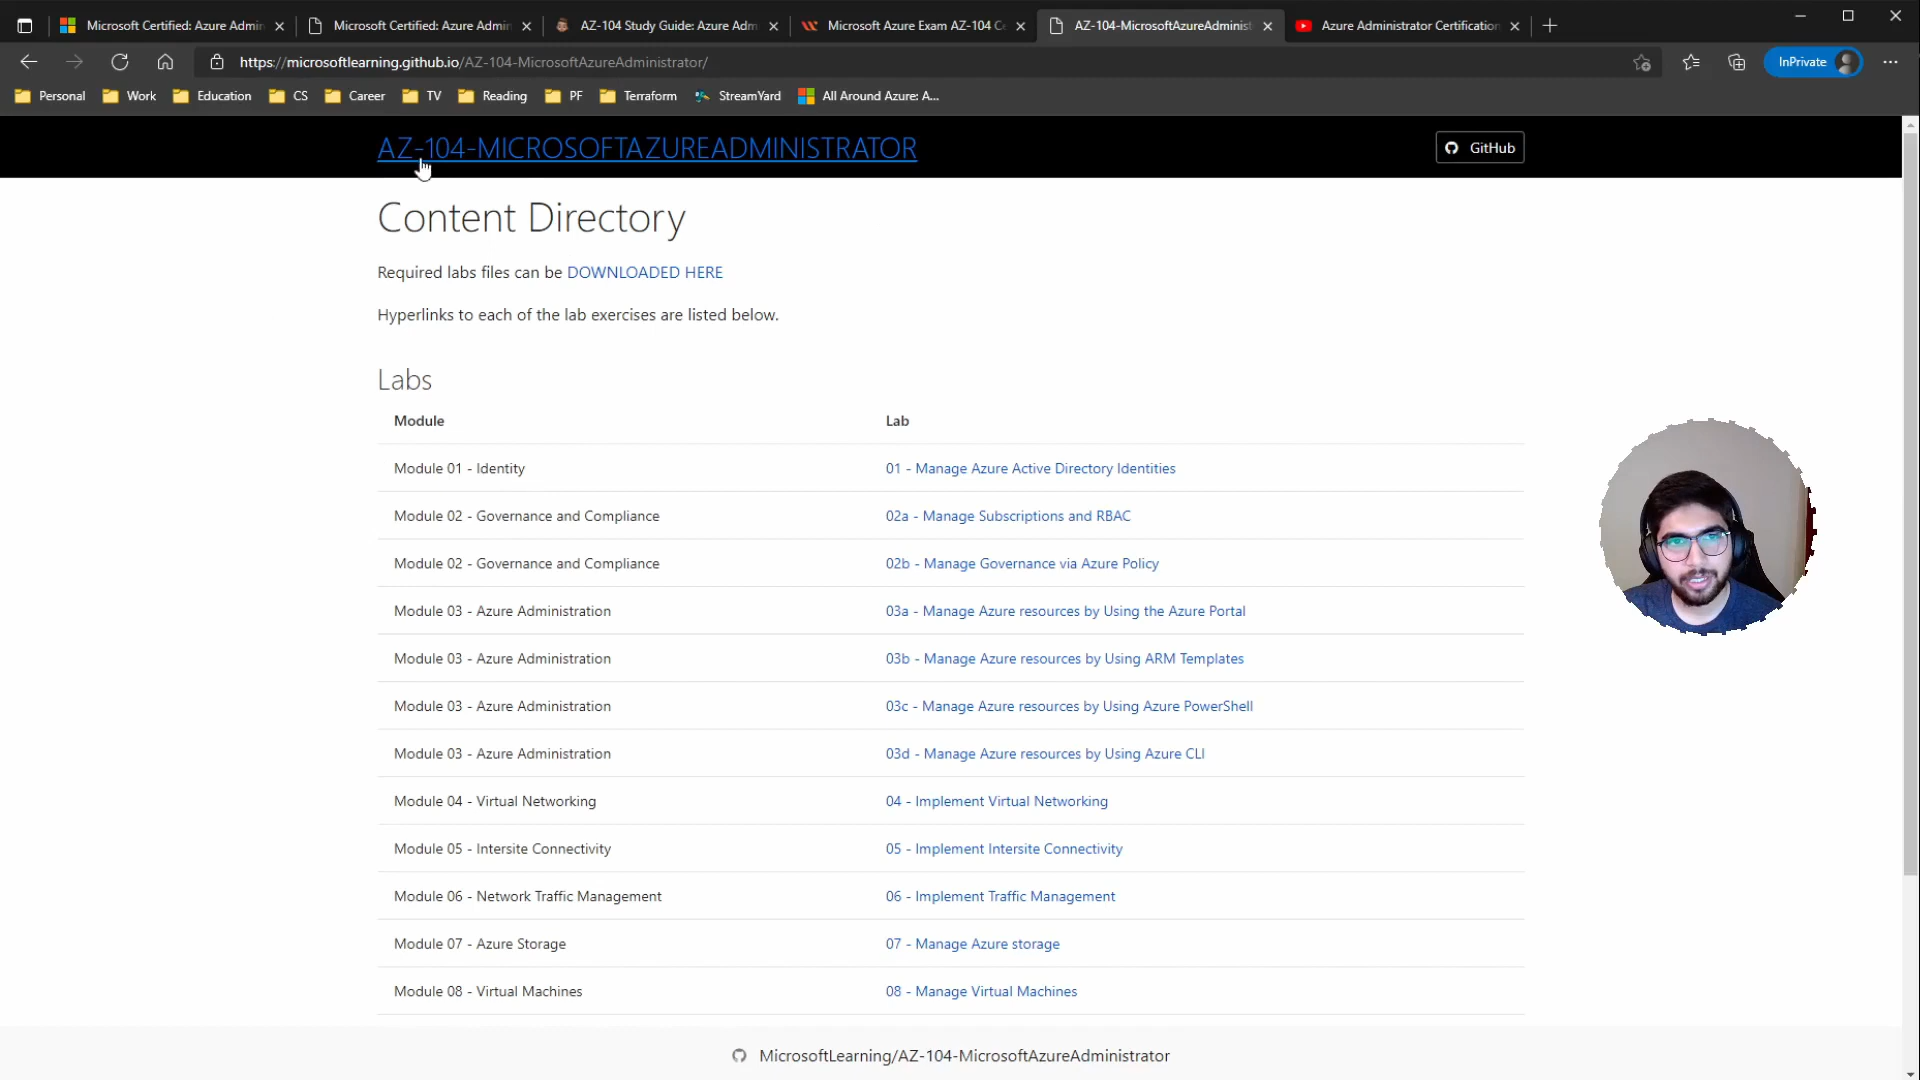 Microsoft Certified: Azure Admin
Microsoft Certified: Azure Admin
AZ-104 Study Guide: Azure Adm
Microsoft Azure Exam AZ-104 C
AZ-104-MicrosoftAzureAdminist
Azure Administrator Certification
https://microsoftlearning.github.io/AZ-104-MicrosoftAzureAdministrator/
InPrivate
Personal
Work
Education
CS
Career
TV
Reading
PF
Terraform
StreamYard
All Around Azure: A...
AZ-104-MICROSOFTAZUREADMINISTRATOR
GitHub
Content Directory
Required labs files can be DOWNLOADED HERE
Hyperlinks to each of the lab exercises are listed below.
Labs
Module Lab
Module 01 - Identity 01 - Manage Azure Active Directory Identities
Module 02 - Governance and Compliance 02a - Manage Subscriptions and RBAC
Module 02 - Governance and Compliance 02b - Manage Governance via Azure Policy
Module 03 - Azure Administration 03a - Manage Azure resources by Using the Azure Portal
Module 03 - Azure Administration 03b - Manage Azure resources by Using ARM Templates
Module 03 - Azure Administration 03c - Manage Azure resources by Using Azure PowerShell
Module 03 - Azure Administration 03d - Manage Azure resources by Using Azure CLI
Module 04 - Virtual Networking 04 - Implement Virtual Networking
Module 05 - Intersite Connectivity 05 - Implement Intersite Connectivity
Module 06 - Network Traffic Management 06 - Implement Traffic Management
Module 07 - Azure Storage 07 - Manage Azure storage
Module 08 - Virtual Machines 08 - Manage Virtual Machines
MicrosoftLearning/AZ-104-MicrosoftAzureAdministrator